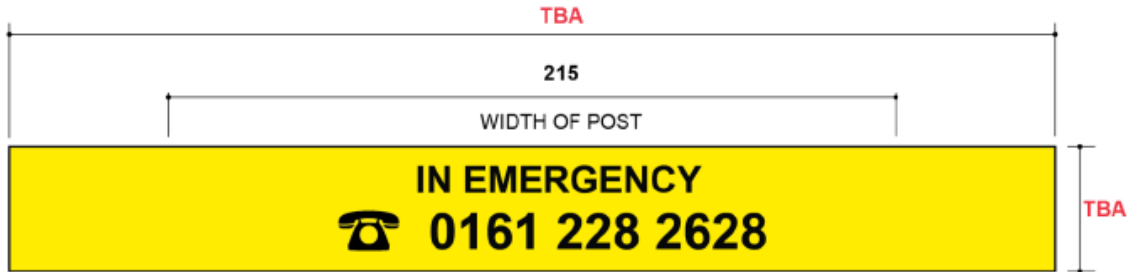 TBA
215
WIDTH OF POST
IN EMERGENCY
☎ 0161 228 2628
TBA